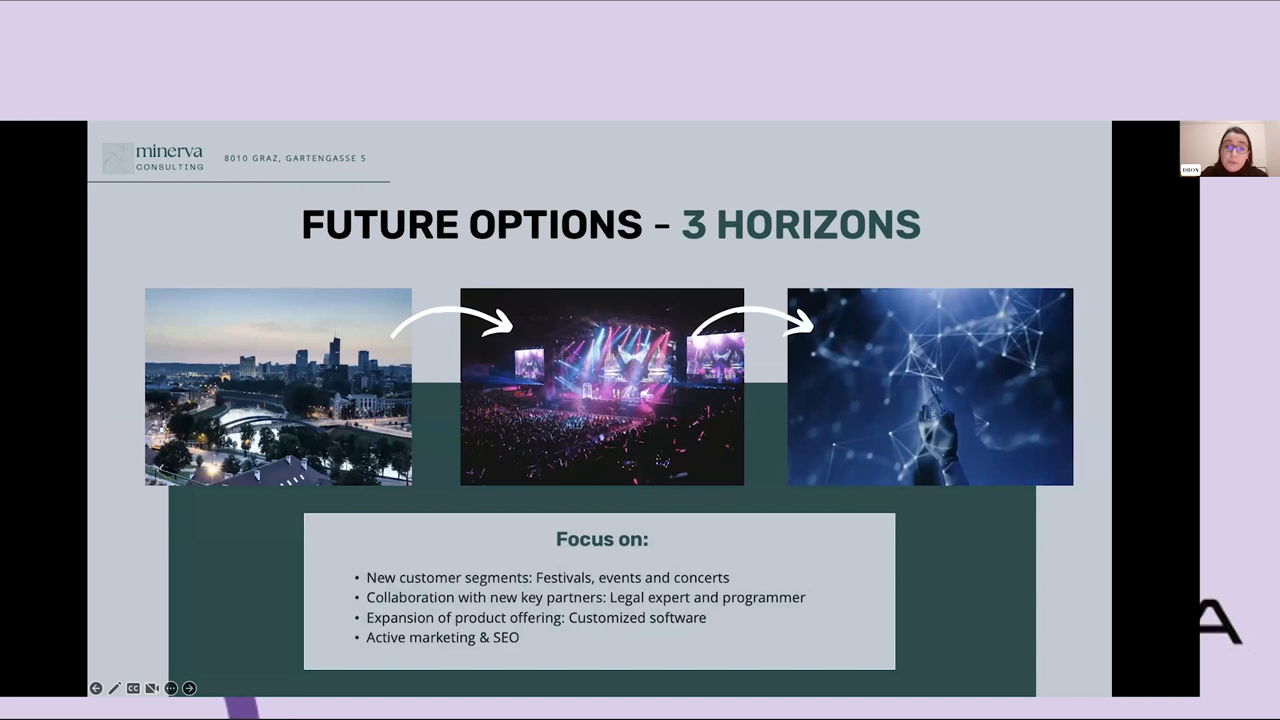 minerva
CONSULTING
8010 GRAZ, GARTENGASSE 5
FUTURE OPTIONS - 3 HORIZONS
Focus on:
• New customer segments: Festivals, events and concerts
• Collaboration with new key partners: Legal expert and programmer
• Expansion of product offering: Customized software
• Active marketing & SEO
CC
A